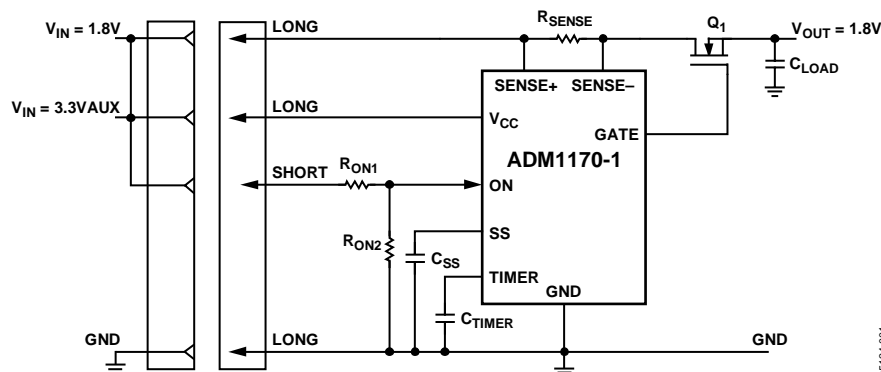 VIN = 1.8V
LONG
RSENSE
Q1
VOUT = 1.8V
CLOAD
SENSE+ SENSE–
VIN = 3.3VAUX
LONG
VCC
GATE
ADM1170-1
SHORT
RON1
ON
RON2
SS
CSS
TIMER
GND
CTIMER
GND
LONG
GND